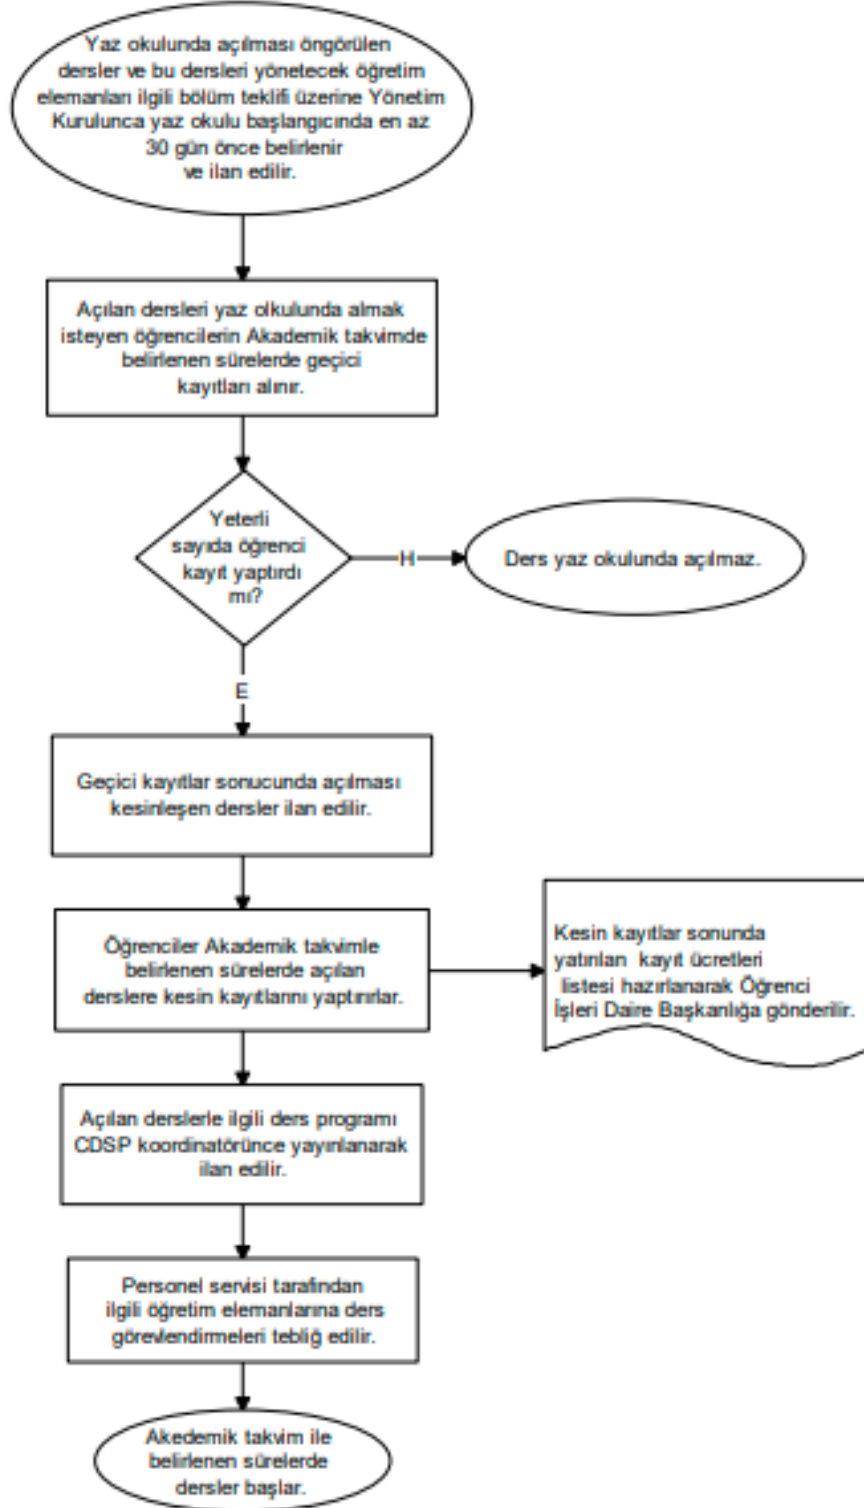 Yaz okulunda açılması öngörülen
dersler ve bu dersleri yönetecek öğretim
elemanları ilgili bölüm teklifi üzerine Yönetim
Kurulunca yaz okulu başlangıcında en az
30 gün önce belirlenir
ve ilan edilir.
Açılan dersleri yaz olkulunda almak
isteyen öğrencilerin Akademik takvimde
belirlenen sürelerde geçici
kayıtları alınır.
Yeterli
sayıda öğrenci
kayıt yaptırdı
mı?
H
Ders yaz okulunda açılmaz.
E
Geçici kayıtlar sonucunda açılması
kesinleşen dersler ilan edilir.
Öğrenciler Akademik takvimle
belirlenen sürelerde açılan
derslere kesin kayıtlarını yaptırırlar.
Kesin kayıtlar sonunda
yatırılan kayıt ücretleri
listesi hazırlanarak Öğrenci
İşleri Daire Başkanlığa gönderilir.
Açılan derslerle ilgili ders programı
CDSP koordinatörünce yayınlanarak
ilan edilir.
Personel servisi tarafından
ilgili öğretim elemanlarına ders
görevlendirmeleri tebliğ edilir.
Akedemik takvim ile
belirlenen sürelerde
dersler başlar.